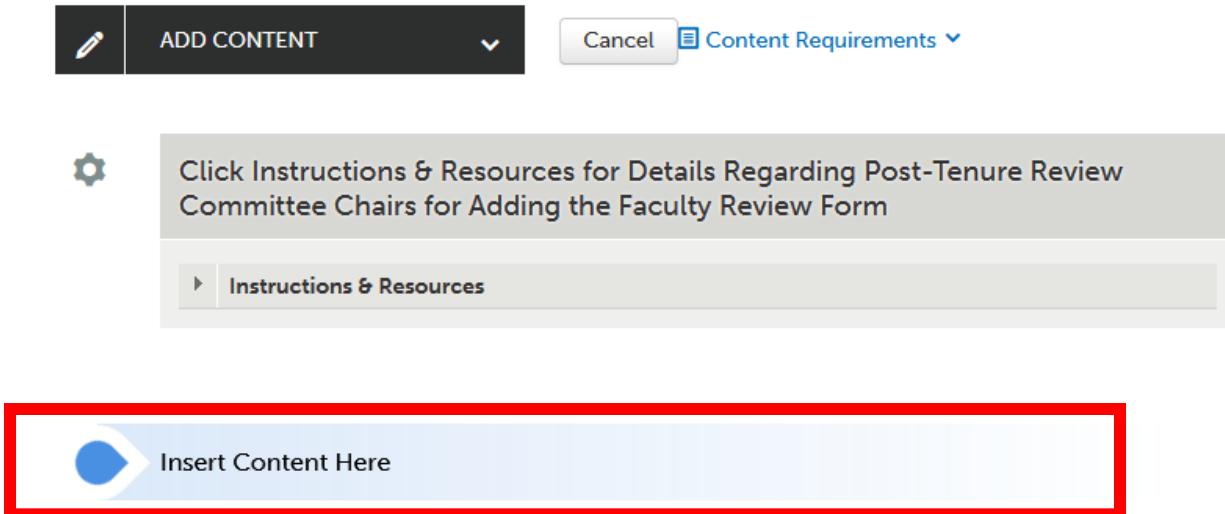 ADD CONTENT
Cancel
Content Requirements
Click Instructions & Resources for Details Regarding Post-Tenure Review
Committee Chairs for Adding the Faculty Review Form
Instructions & Resources
Insert Content Here